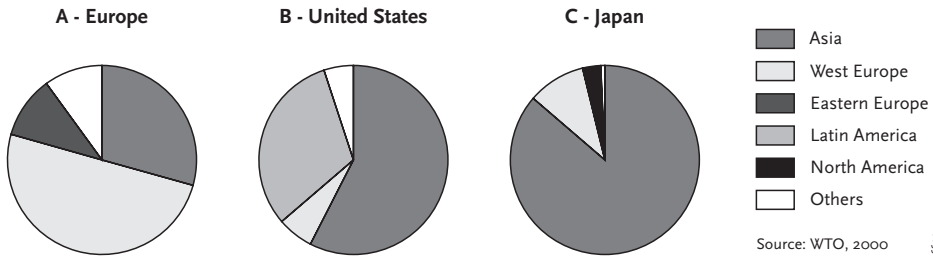 A - Europe
B - United States
C - Japan
Asia
West Europe
Eastern Europe
Latin America
North America
Others
Source: WTO, 2000